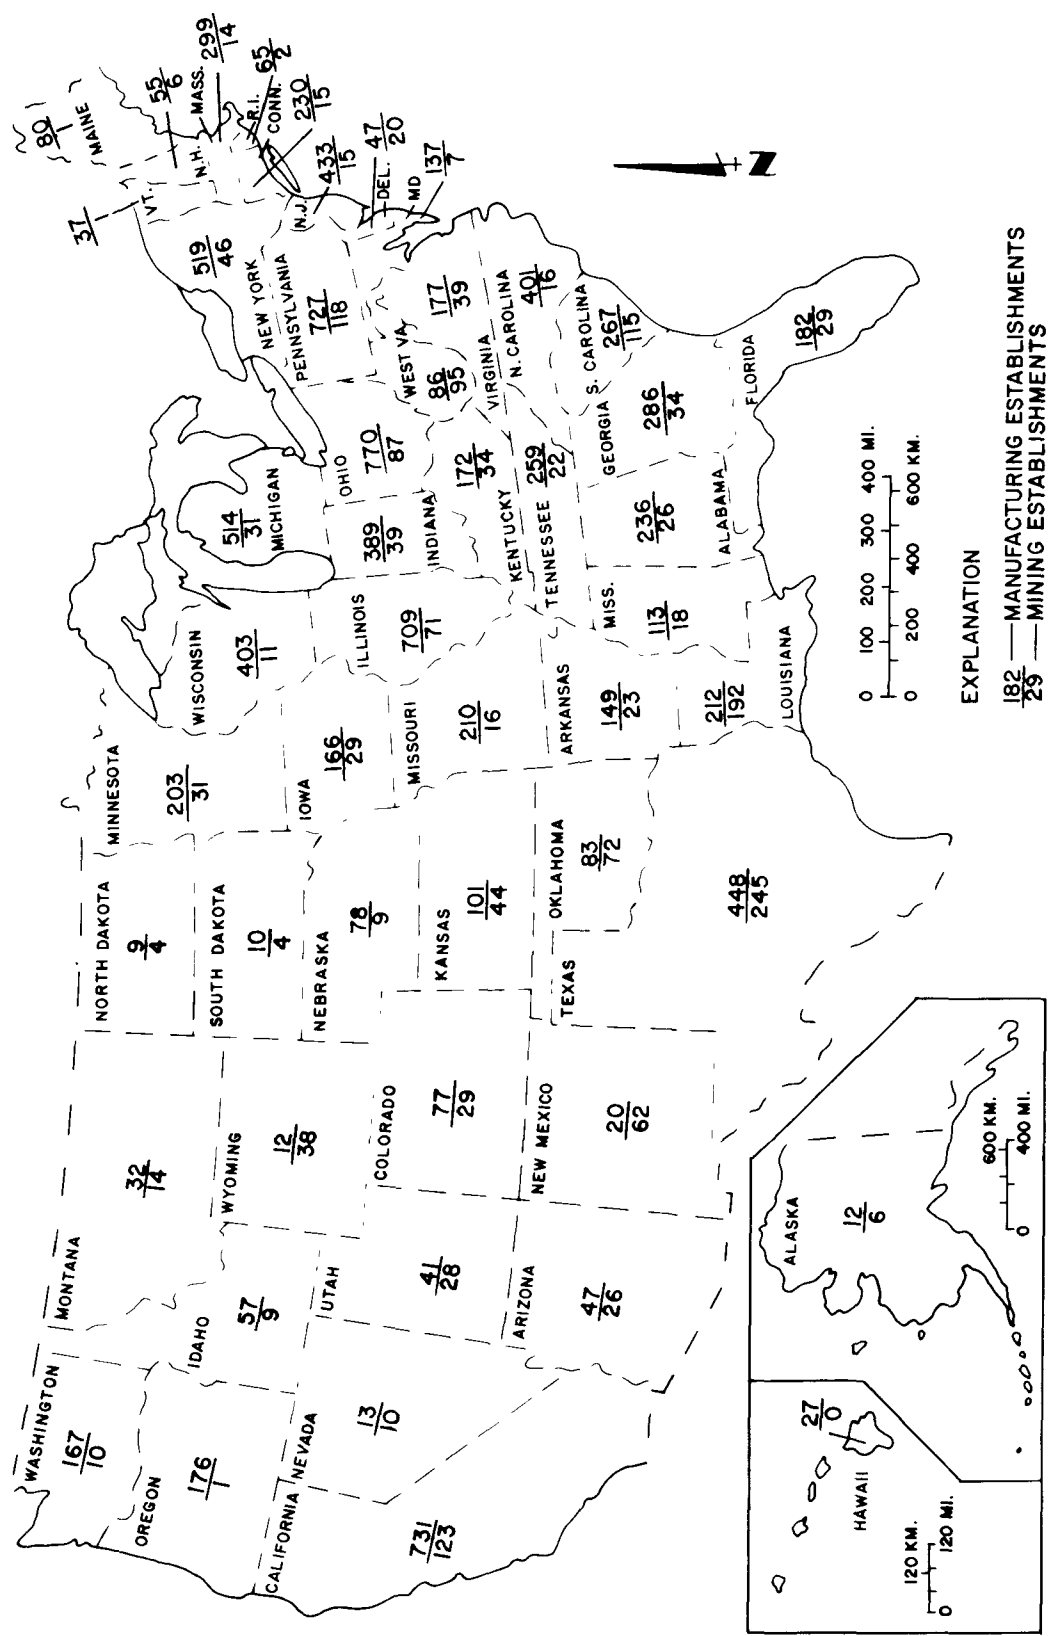 WASHINGTON
167
10
OREGON
176
1
CALIFORNIA
731
123
NEVADA
13
10
IDAHO
57
9
MONTANA
32
14
WYOMING
12
38
UTAH
41
28
ARIZONA
47
26
COLORADO
77
29
NEW MEXICO
20
62
NORTH DAKOTA
9
4
SOUTH DAKOTA
10
4
NEBRASKA
78
9
KANSAS
101
44
OKLAHOMA
83
72
TEXAS
448
245
MINNESOTA
203
31
IOWA
166
29
MISSOURI
210
16
ARKANSAS
149
23
LOUISIANA
212
192
WISCONSIN
403
11
ILLINOIS
709
71
MICHIGAN
514
31
INDIANA
389
39
OHIO
770
87
KENTUCKY
172
34
TENNESSEE
259
22
MISS.
113
18
ALABAMA
236
26
GEORGIA
286
34
FLORIDA
182
29
S. CAROLINA
267
115
N. CAROLINA
401
16
VIRGINIA
177
39
WEST VA.
86
95
PENNSYLVANIA
727
118
NEW YORK
519
46
VT.
37
N.H.
55
6
MAINE
80
1
MASS.
299
14
R.I.
65
2
CONN.
230
15
N.J.
433
15
DEL.
47
20
MD
137
7
N
HAWAII
27
0
120 KM.
0 120 MI.
ALASKA
12
6
600 KM.
0 400 MI.
0 100 200 300 400 MI.
0 200 400 600 KM.
EXPLANATION
182 — MANUFACTURING ESTABLISHMENTS
29 — MINING ESTABLISHMENTS